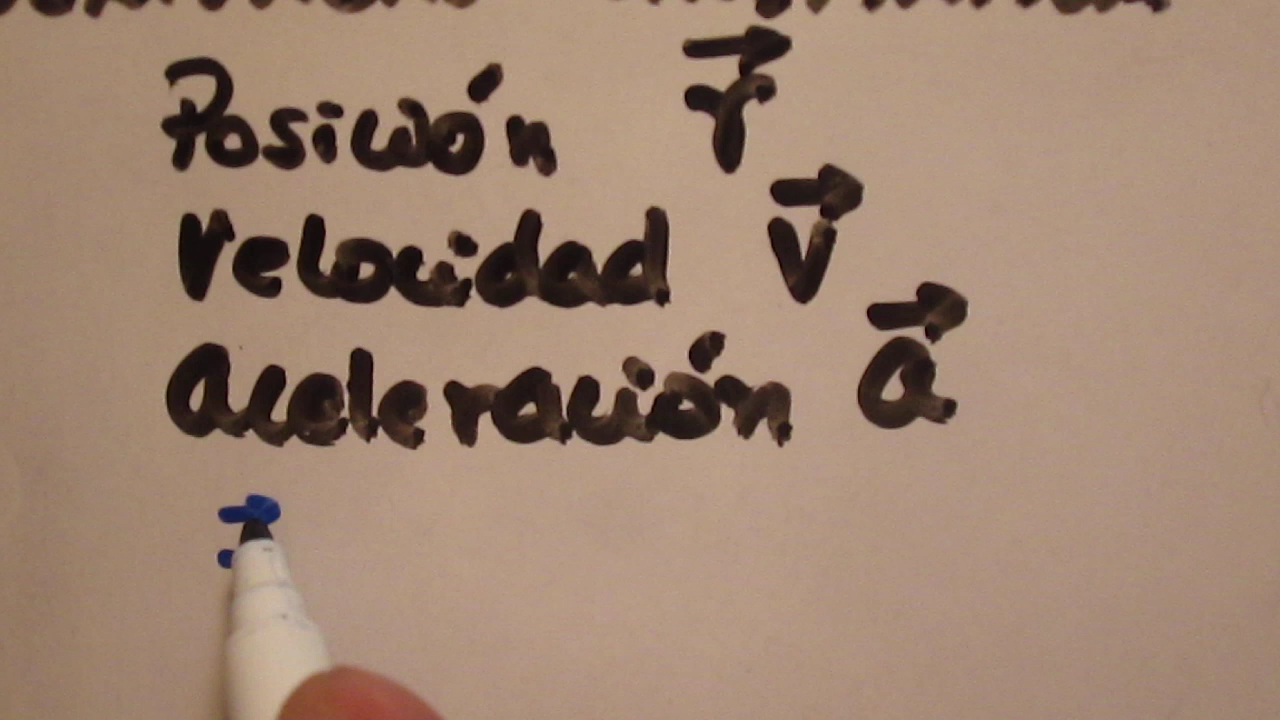 Posición r⃗
Velocidad v⃗
aceleración a⃗